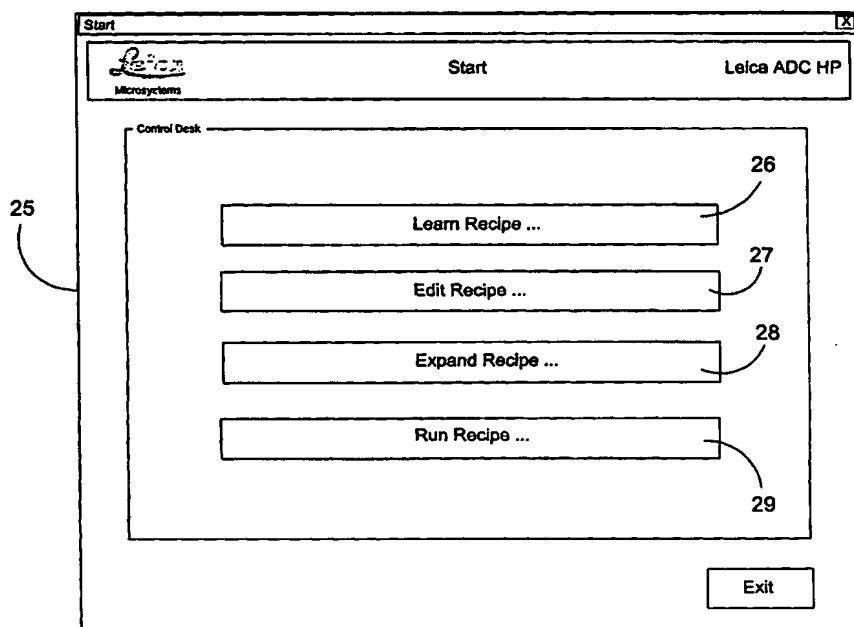 Start X
Leica
Microsystems
Start
Leica ADC HP
Control Desk
25
26
Learn Recipe ...
27
Edit Recipe ...
28
Expand Recipe ...
Run Recipe ...
29
Exit